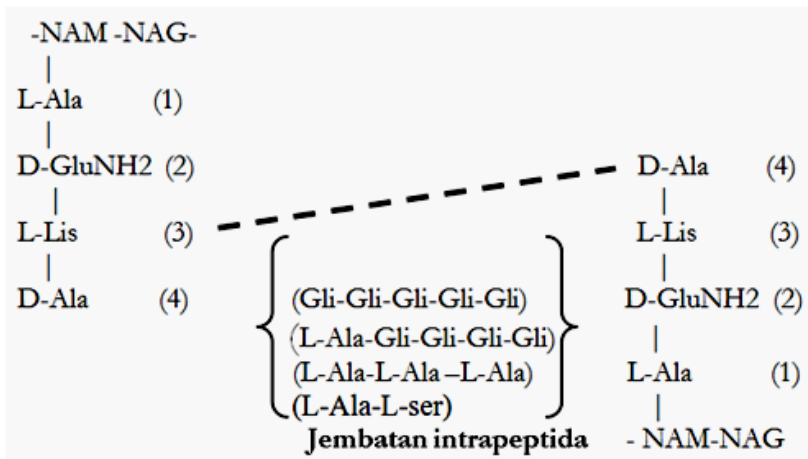 -NAM -NAG-
|
L-Ala (1)
|
D-GluNH2 (2) D-Ala (4)
| |
L-Lis (3) L-Lis (3)
| |
D-Ala (4) (Gli-Gli-Gli-Gli-Gli) D-GluNH2 (2)
(L-Ala-Gli-Gli-Gli-Gli) |
(L-Ala-L-Ala –L-Ala) L-Ala (1)
(L-Ala-L-ser) |
Jembatan intrapeptida - NAM-NAG